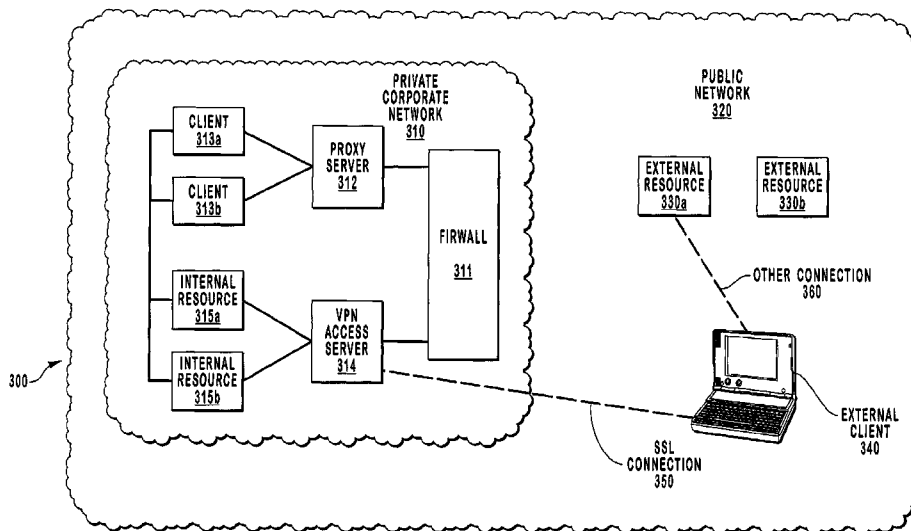 PRIVATE
CORPORATE
NETWORK
310
PUBLIC
NETWORK
320
CLIENT
313a
PROXY
SERVER
312
CLIENT
313b
EXTERNAL
RESOURCE
330a
EXTERNAL
RESOURCE
330b
FIRWALL
311
INTERNAL
RESOURCE
315a
VPN
ACCESS
SERVER
314
INTERNAL
RESOURCE
315b
OTHER CONNECTION
360
300
EXTERNAL
CLIENT
340
SSL
CONNECTION
350